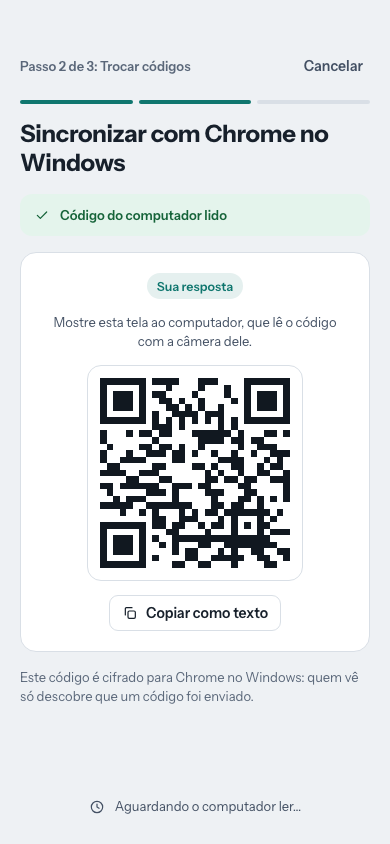 Passo 2 de 3: Trocar códigos
Cancelar
Sincronizar com Chrome no
Windows
Código do computador lido
Sua resposta
Mostre esta tela ao computador, que lê o código
com a câmera dele.
Copiar como texto
Este código é cifrado para Chrome no Windows: quem vê
só descobre que um código foi enviado.
Aguardando o computador ler...